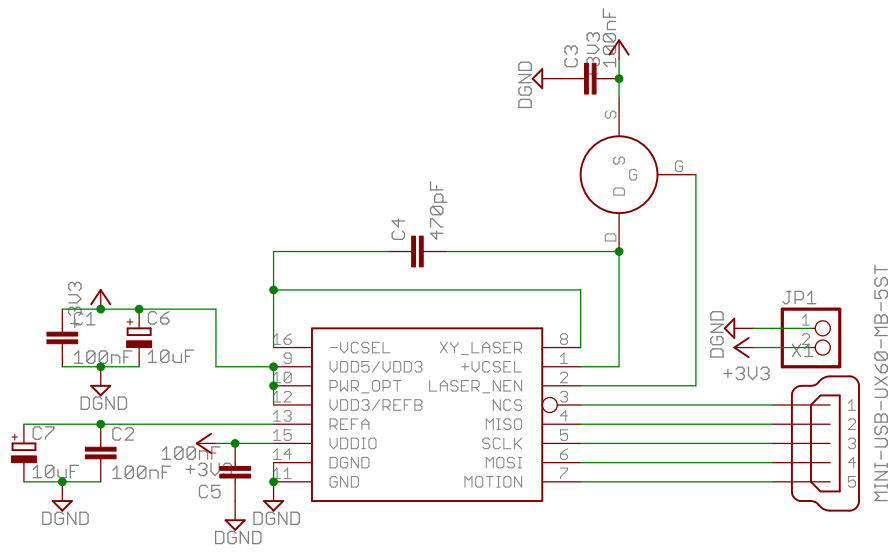 C3
3V3
100nF
DGND
S
S
G
G
D
D
C4
470pF
+3V3
C1
C6
100nF
10uF
DGND
C7
C2
10uF
100nF
DGND
100nF
+3V3
C5
DGND
DGND
16 -VCSEL XY_LASER 8
9 VDD5/VDD3 +VCSEL 1
10 PWR_OPT LASER_NEN 2
12 VDD3/REFB NCS 3
13 REFA MISO 4
15 VDDIO SCLK 5
14 DGND MOSI 6
11 GND MOTION 7
JP1
1
2
DGND
+3V3
X1
1
2
3
4
5
MINI-USB-UX60-MB-5ST